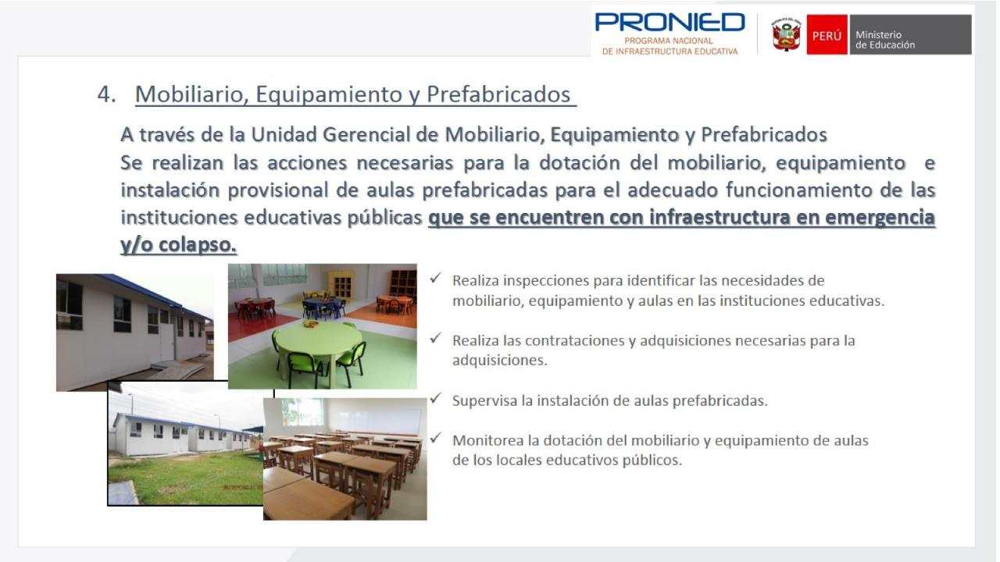 PRONIED
PROGRAMA NACIONAL
DE INFRAESTRUCTURA EDUCATIVA
PERÚ
Ministerio
de Educación
4. Mobiliario, Equipamiento y Prefabricados
A través de la Unidad Gerencial de Mobiliario, Equipamiento y Prefabricados
Se realizan las acciones necesarias para la dotación del mobiliario, equipamiento e
instalación provisional de aulas prefabricadas para el adecuado funcionamiento de las
instituciones educativas públicas que se encuentren con infraestructura en emergencia
y/o colapso.
✓ Realiza inspecciones para identificar las necesidades de
mobiliario, equipamiento y aulas en las instituciones educativas.
✓ Realiza las contrataciones y adquisiciones necesarias para la
adquisiciones.
✓ Supervisa la instalación de aulas prefabricadas.
✓ Monitorea la dotación del mobiliario y equipamiento de aulas
de los locales educativos públicos.